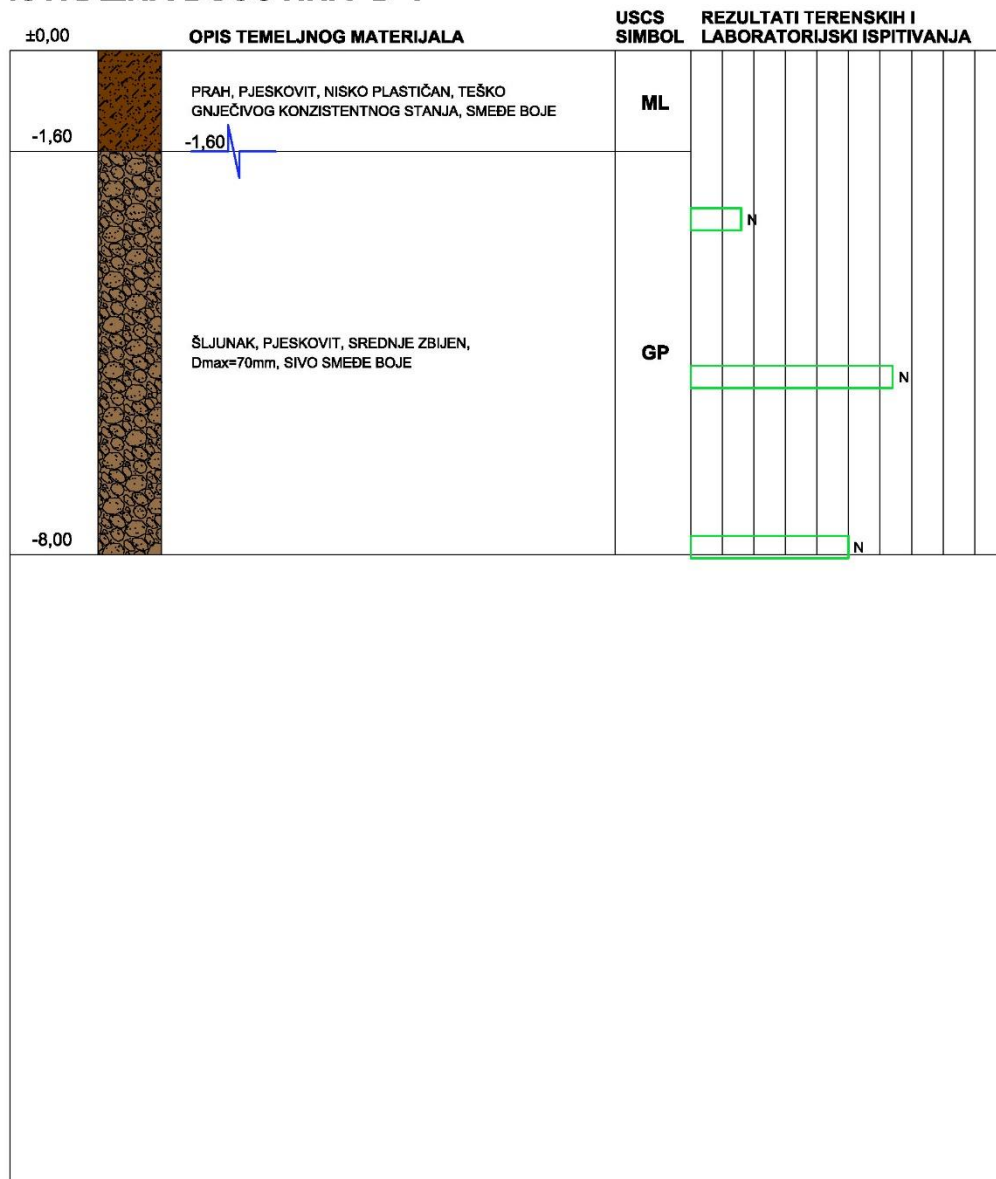 ±0,00
OPIS TEMELJNOG MATERIJALA
USCS
SIMBOL
REZULTATI TERENSKIH I
LABORATORIJSKI ISPITIVANJA
PRAH, PJESKOVIT, NISKO PLASTIČAN, TEŠKO
GNJEČIVOG KONZISTENTNOG STANJA, SMEĐE BOJE
ML
-1,60
-1,60
N
ŠLJUNAK, PJESKOVIT, SREDNJE ZBIJEN,
Dmax=70mm, SIVO SMEĐE BOJE
GP
N
-8,00
N